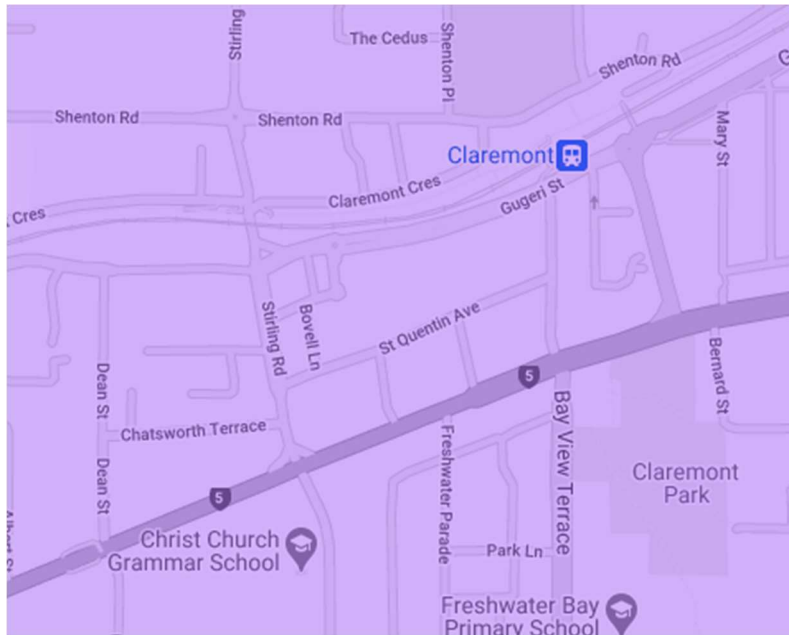 Stirling
The Cedus
Shenton Pl
Shenton Rd
Shenton Rd
Shenton Rd
Claremont
Mary St
Claremont Cres
Gugeri St
Cres
St Quentin Ave
Stirling Rd
Bovell Ln
5
Bernard St
Dean St
Chatsworth Terrace
Bay View Terrace
Freshwater Parade
Dean St
5
Claremont
Park
Christ Church
Grammar School
Park Ln
Freshwater Bay
Primary School